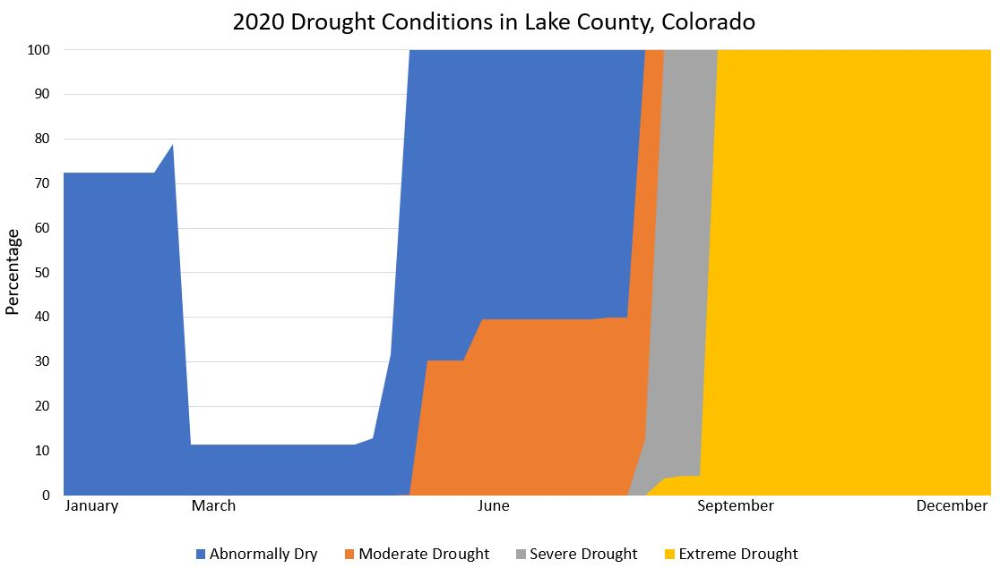 2020 Drought Conditions in Lake County, Colorado
100
90
80
70
60
50
40
30
20
10
0
Percentage
January March June September December
Abnormally Dry Moderate Drought Severe Drought Extreme Drought